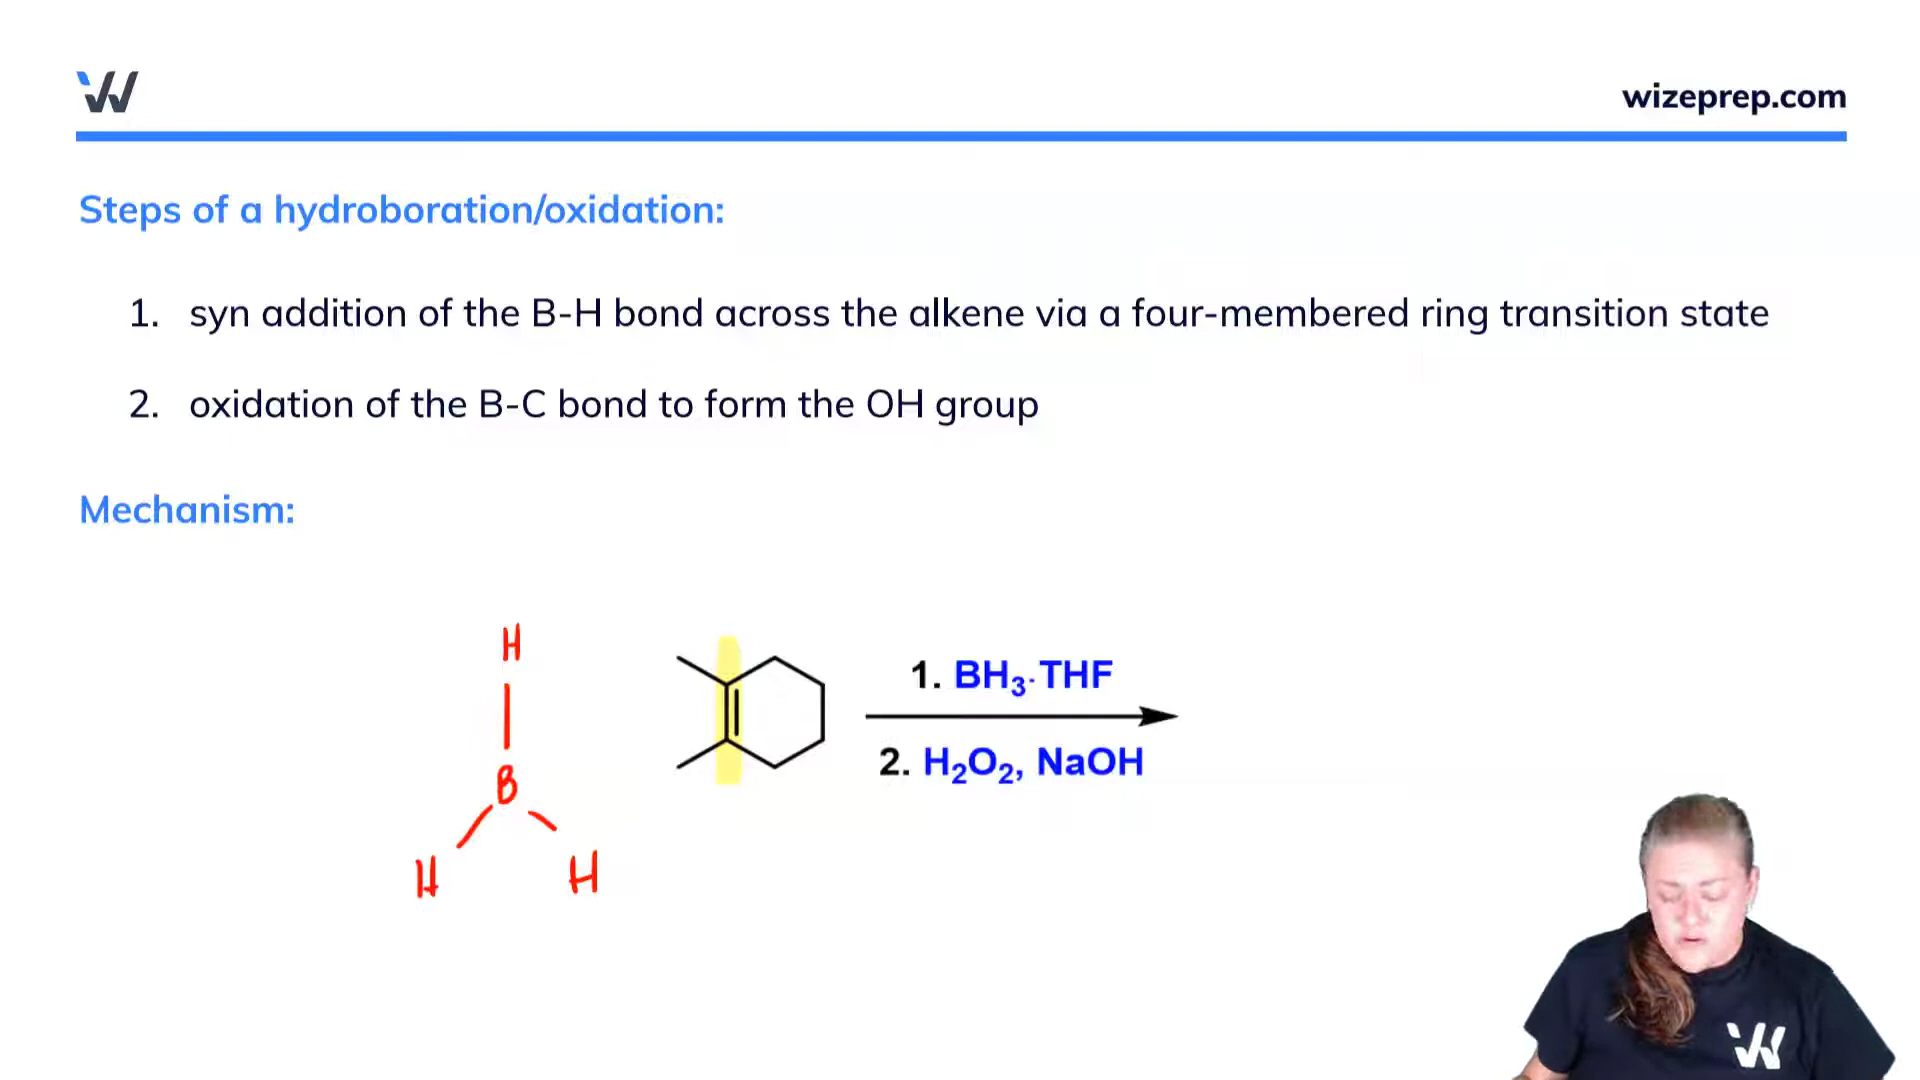 wizeprep.com
Steps of a hydroboration/oxidation:
1. syn addition of the B-H bond across the alkene via a four-membered ring transition state
2. oxidation of the B-C bond to form the OH group
Mechanism:
H
B
H H
1. BH₃·THF
2. H₂O₂, NaOH
W